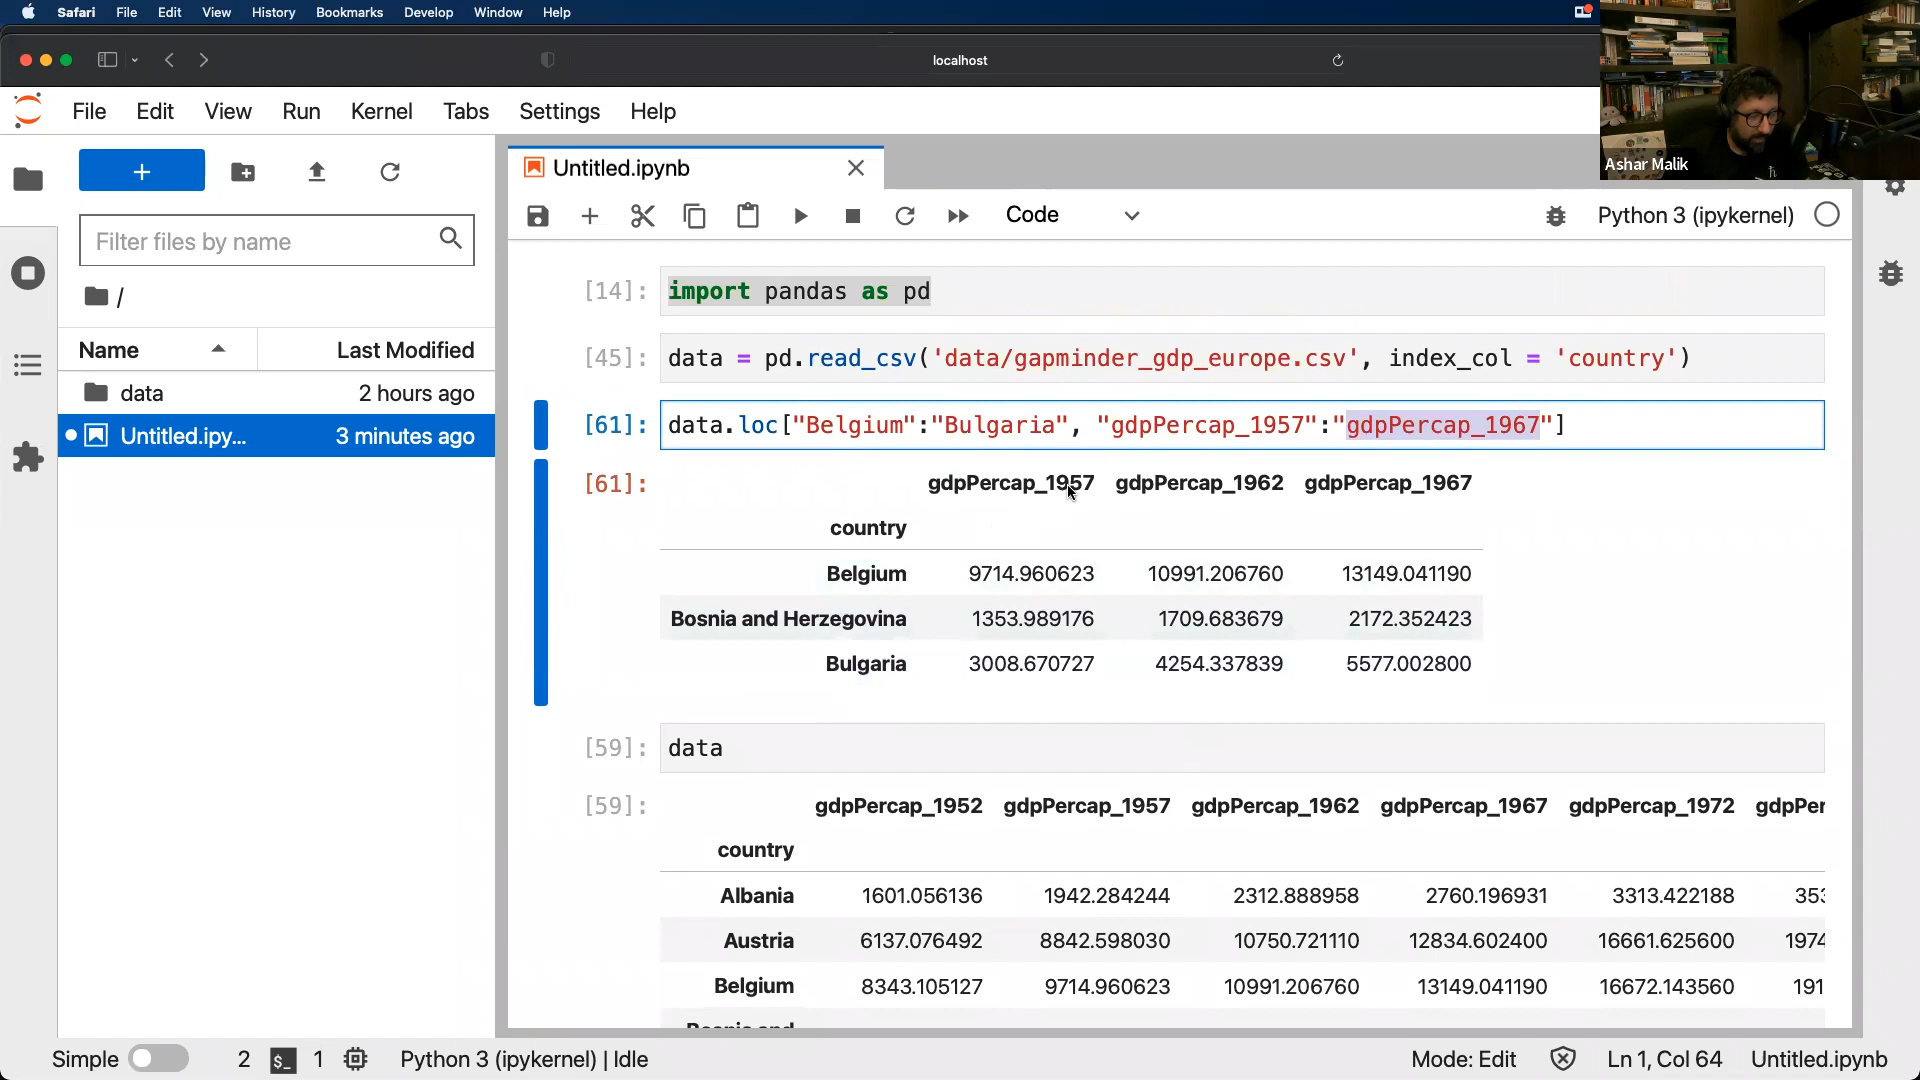 Safari File Edit View History Bookmarks Develop Window Help
localhost
File Edit View Run Kernel Tabs Settings Help
Ashar Malik
+
Untitled.ipynb
Code
Python 3 (ipykernel)
Filter files by name
/
Name Last Modified
data 2 hours ago
Untitled.ipy... 3 minutes ago
[14]: import pandas as pd
[45]: data = pd.read_csv('data/gapminder_gdp_europe.csv', index_col = 'country')
[61]: data.loc["Belgium":"Bulgaria", "gdpPercap_1957":"gdpPercap_1967"]
[61]: gdpPercap_1957 gdpPercap_1962 gdpPercap_1967
country
Belgium 9714.960623 10991.206760 13149.041190
Bosnia and Herzegovina 1353.989176 1709.683679 2172.352423
Bulgaria 3008.670727 4254.337839 5577.002800
[59]: data
[59]: gdpPercap_1952 gdpPercap_1957 gdpPercap_1962 gdpPercap_1967 gdpPercap_1972 gdpPer
country
Albania 1601.056136 1942.284244 2312.888958 2760.196931 3313.422188 353
Austria 6137.076492 8842.598030 10750.721110 12834.602400 16661.625600 1974
Belgium 8343.105127 9714.960623 10991.206760 13149.041190 16672.143560 191
Bosnia and
Simple 2 $_ 1 Python 3 (ipykernel) | Idle Mode: Edit Ln 1, Col 64 Untitled.ipynb